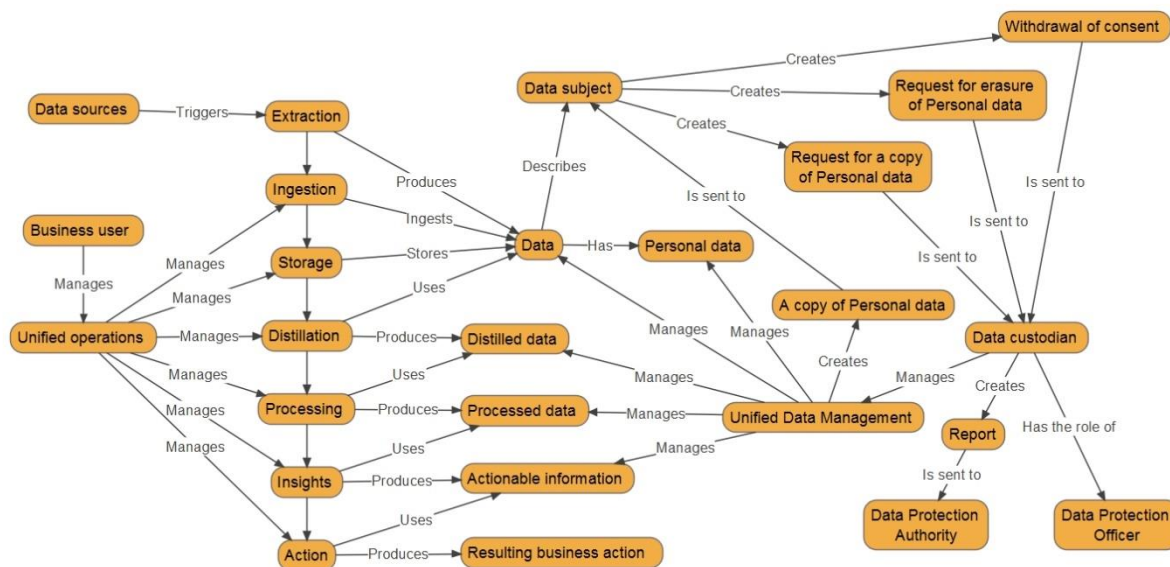 Withdrawal of consent
Creates
Data subject
Creates
Request for erasure
of Personal data
Data sources
Triggers
Extraction
Creates
Request for a copy
of Personal data
Describes
Produces
Ingestion
Is sent to
Is sent to
Ingests
Is sent to
Business user
Data
Has
Personal data
Storage
Stores
Is sent to
Manages
Manages
Manages
Uses
A copy of Personal data
Unified operations
Manages
Distillation
Produces
Distilled data
Manages
Manages
Data custodian
Creates
Manages
Uses
Manages
Manages
Creates
Processing
Produces
Processed data
Manages
Unified Data Management
Manages
Report
Has the role of
Manages
Uses
Manages
Insights
Produces
Actionable information
Is sent to
Uses
Data Protection
Authority
Data Protection
Officer
Action
Produces
Resulting business action